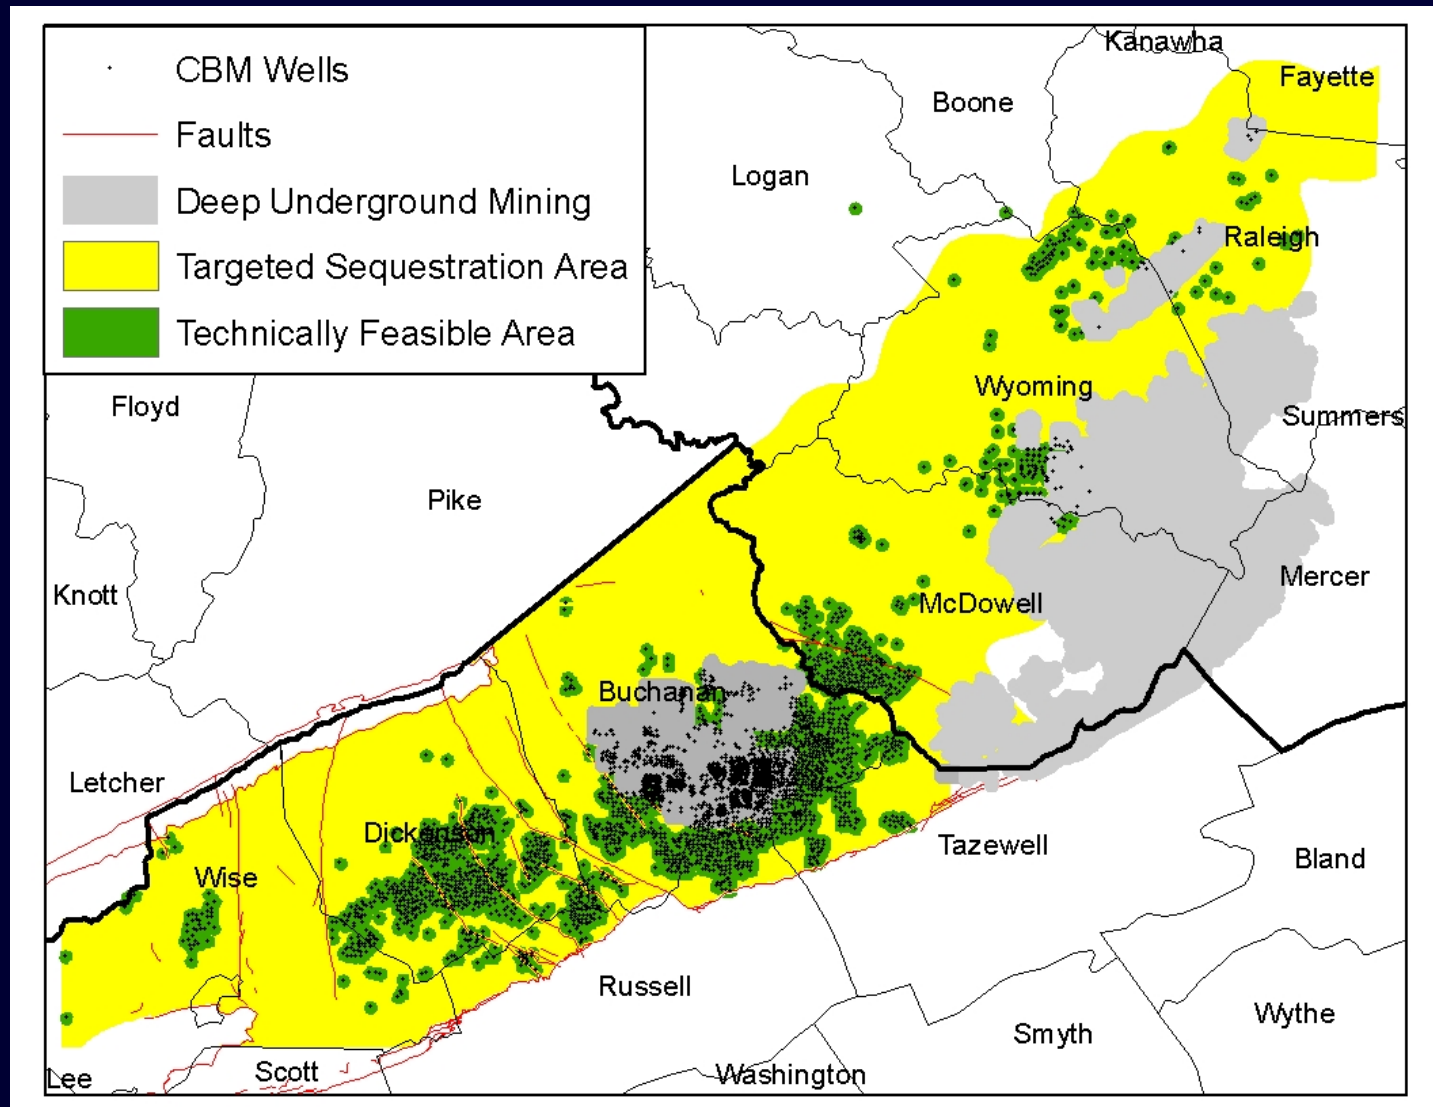 CBM Wells
Faults
Deep Underground Mining
Targeted Sequestration Area
Technically Feasible Area
Kanawha
Fayette
Boone
Logan
Raleigh
Wyoming
Floyd
Summers
Pike
Mercer
Knott
McDowell
Buchanan
Letcher
Dickenson
Tazewell
Bland
Wise
Russell
Wythe
Smyth
Scott
Washington
Lee